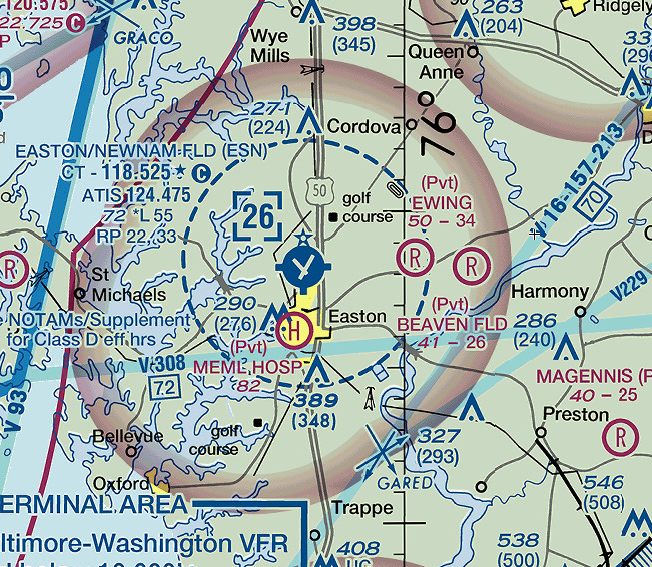 120.575
22.725 C
P
GRACO
398
(345)
263
(204)
Ridgely
Wye
Mills
Queen
Anne
271
(224)
Cordova
76
EASTON/NEWNAM FLD (ESN)
CT - 118.525 ★ C
ATIS 124.475
72 *L 55
RP 22, 33
26
50
golf
course
(Pvt)
EWING
50 - 34
V 16-157-213
70
R
R
R
St
Michaels
290
(276)
NOTAMs/Supplement
for Class D eff hrs
H
Easton
(Pvt)
BEAVEN FLD
41 - 26
Harmony
V229
286
(240)
V 308
72
(Pvt)
MEML HOSP
82
V 93
389
(348)
MAGENNIS (P
40 - 25
R
Preston
327
(293)
GARED
golf
course
Bellevue
Oxford
546
(508)
ERMINAL AREA
Trappe
ltimore-Washington VFR
408
538
(500)